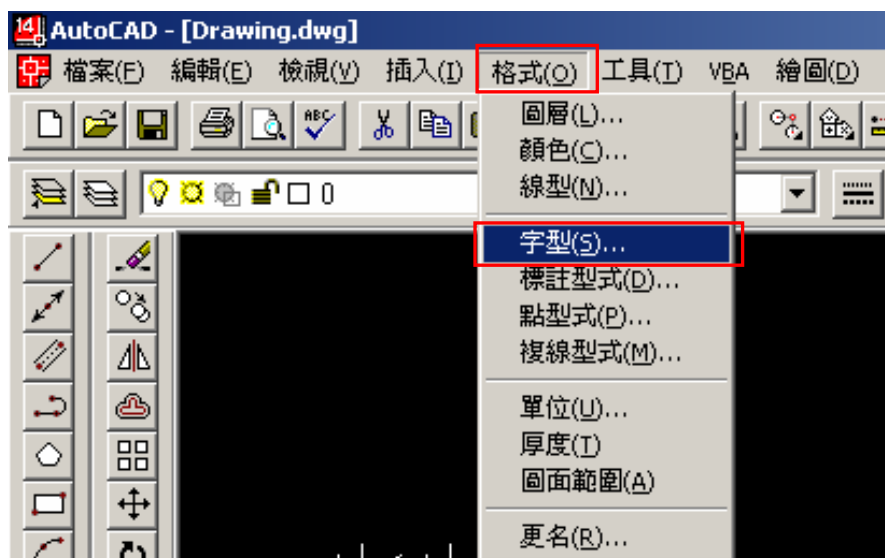 AutoCAD - [Drawing.dwg]
檔案(F) 編輯(E) 檢視(V) 插入(I) 格式(O) 工具(T) VBA 繪圖(D)
ABC
圖層(L)...
顏色(C)...
線型(N)...
0
字型(S)...
標註型式(D)...
點型式(P)...
複線型式(M)...
單位(U)...
厚度(T)
圖面範圍(A)
更名(R)...